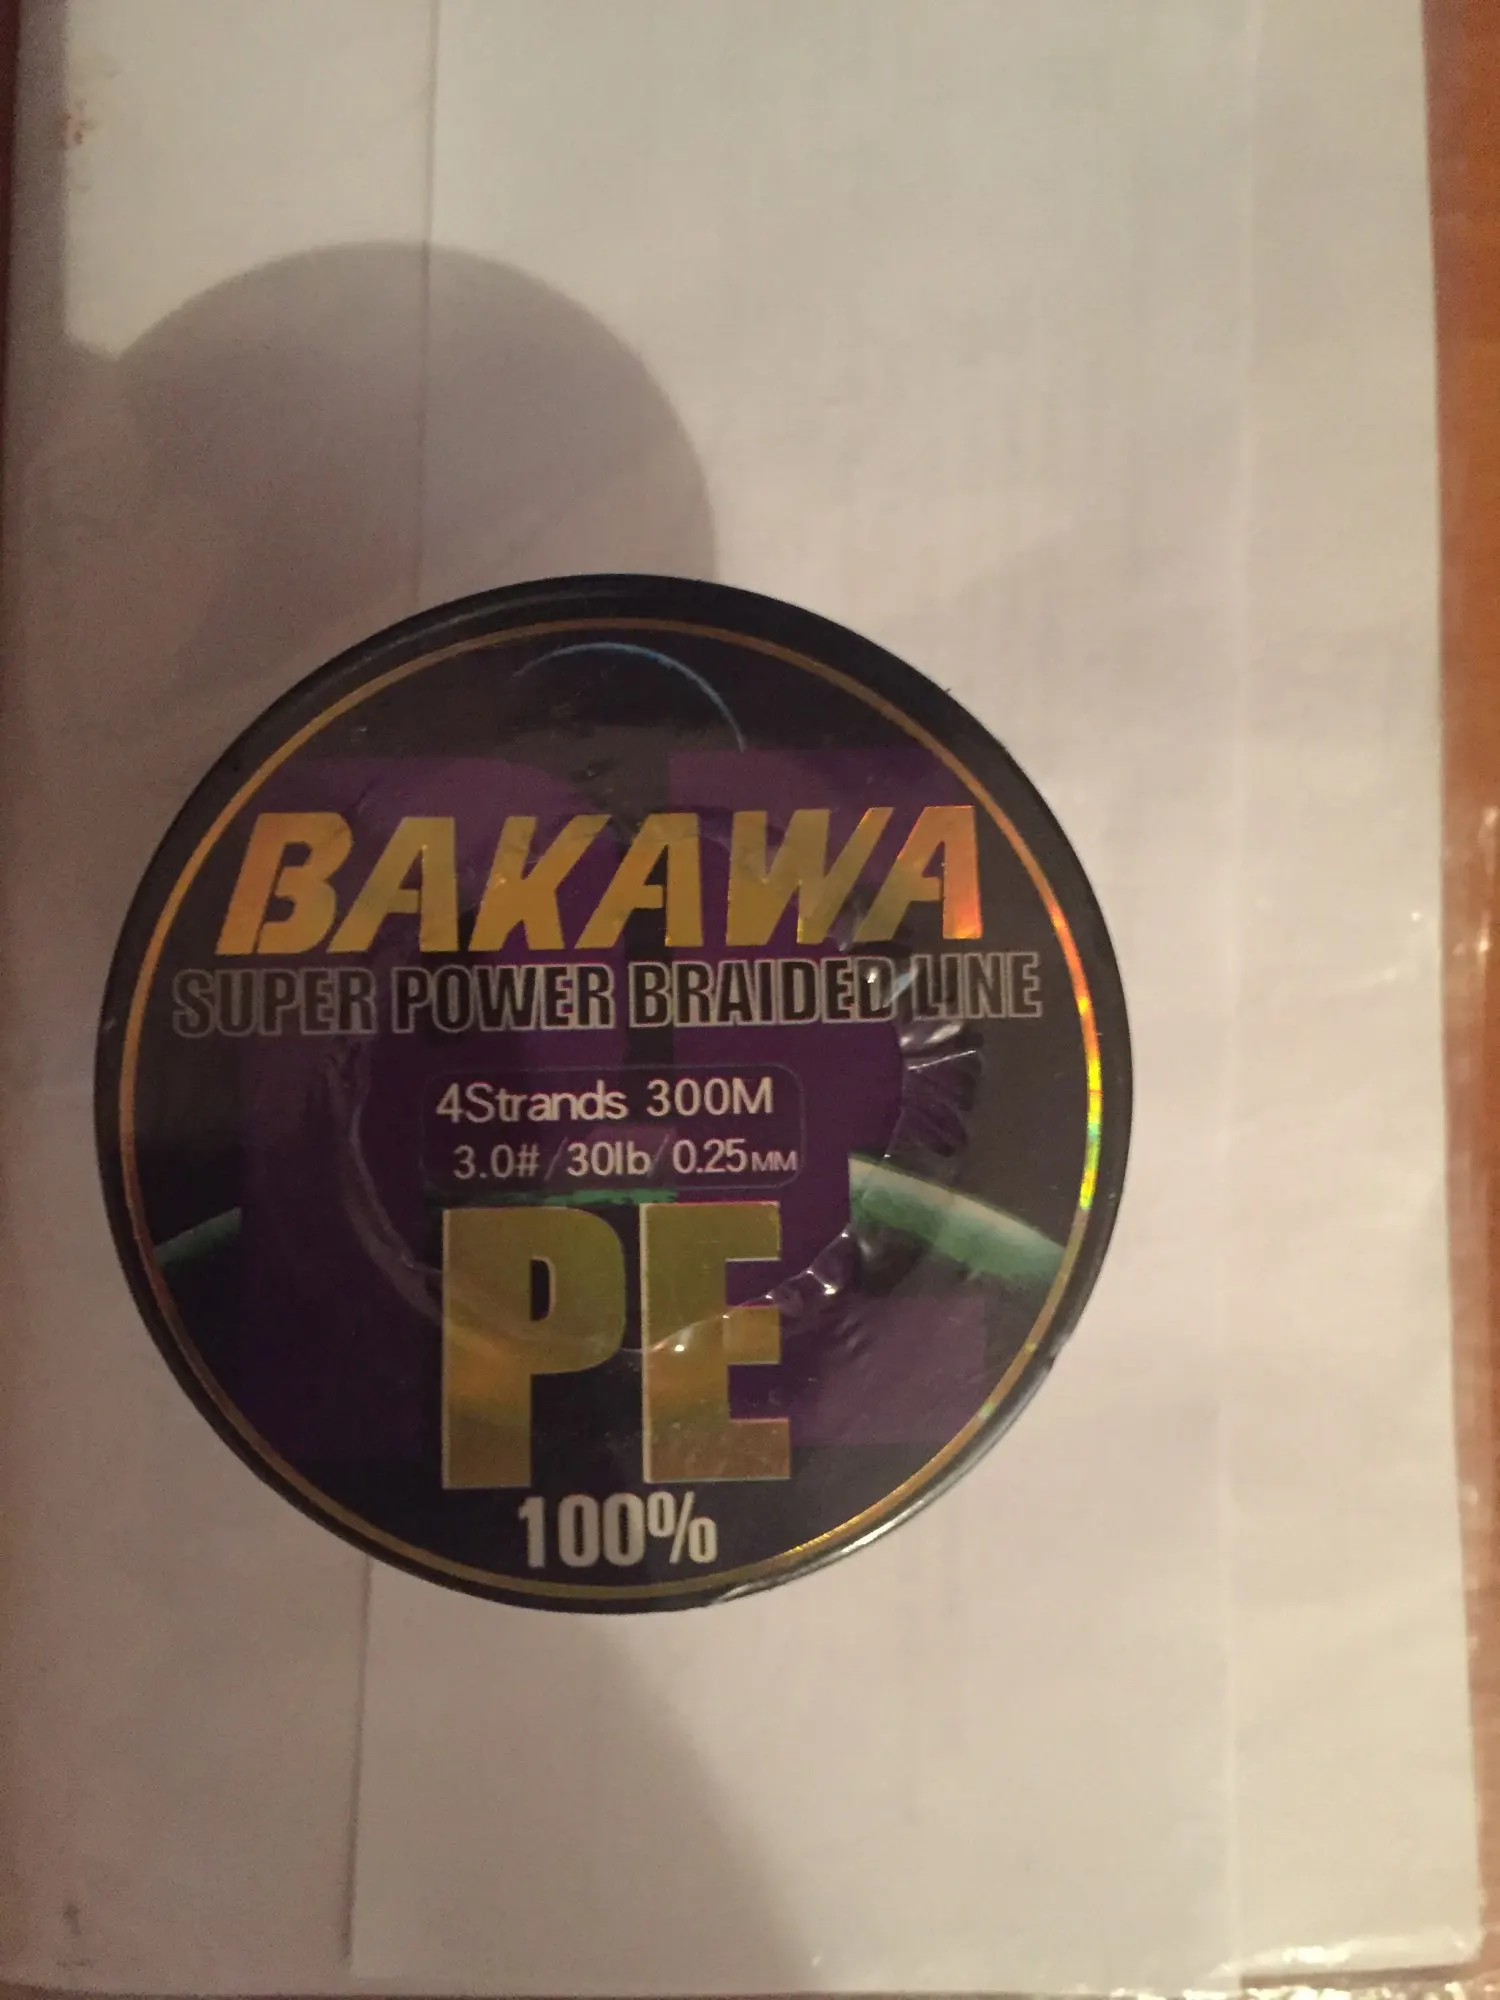 BAKAWA
SUPER POWER BRAIDED LINE
4Strands 300M
3.0#/30lb/0.25MM
PE
100%